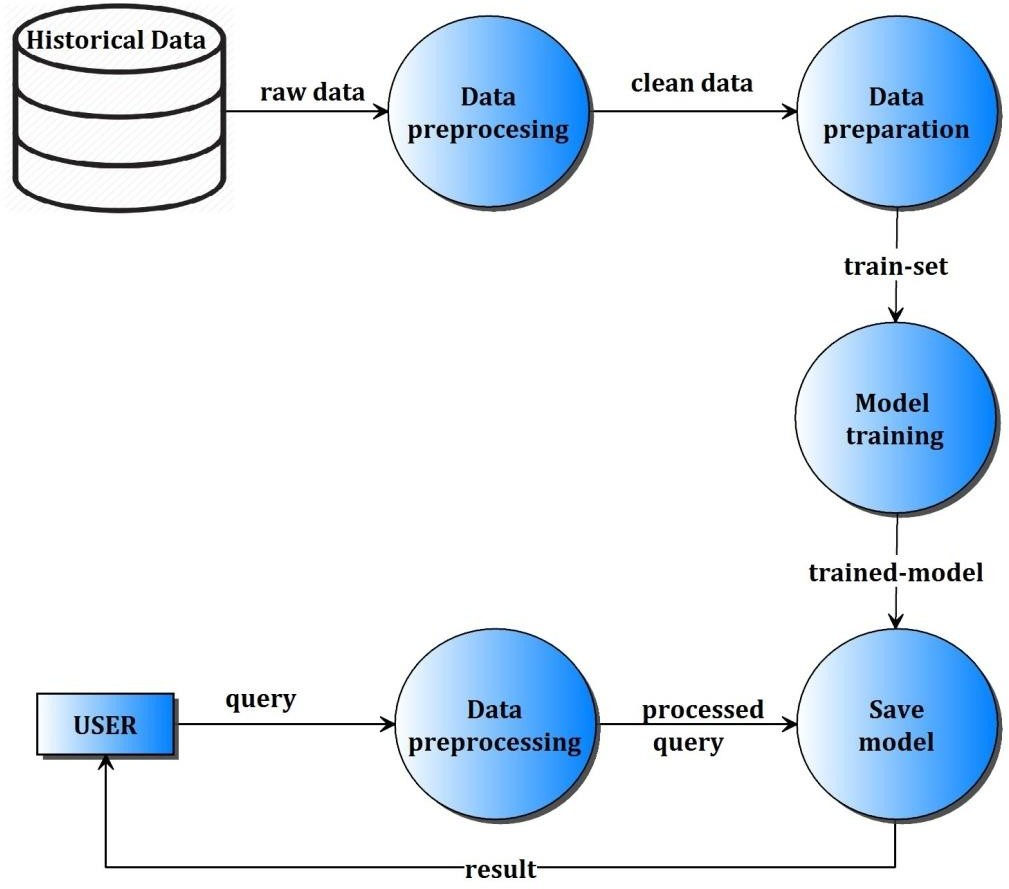 Historical Data
raw data
Data
preprocesing
clean data
Data
preparation
train-set
Model
training
trained-model
USER
query
Data
preprocessing
processed
query
Save
model
result